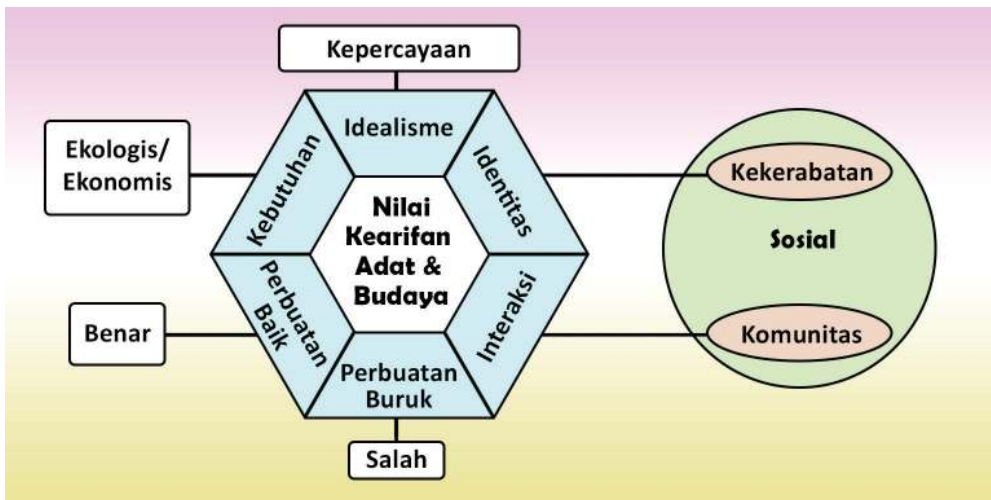 Kepercayaan
Idealisme
Ekologis/
Ekonomis
Kebutuhan
Identitas
Kekerabatan
Nilai
Kearifan
Adat &
Budaya
Sosial
Perbuatan
Baik
Interaksi
Benar
Komunitas
Perbuatan
Buruk
Salah